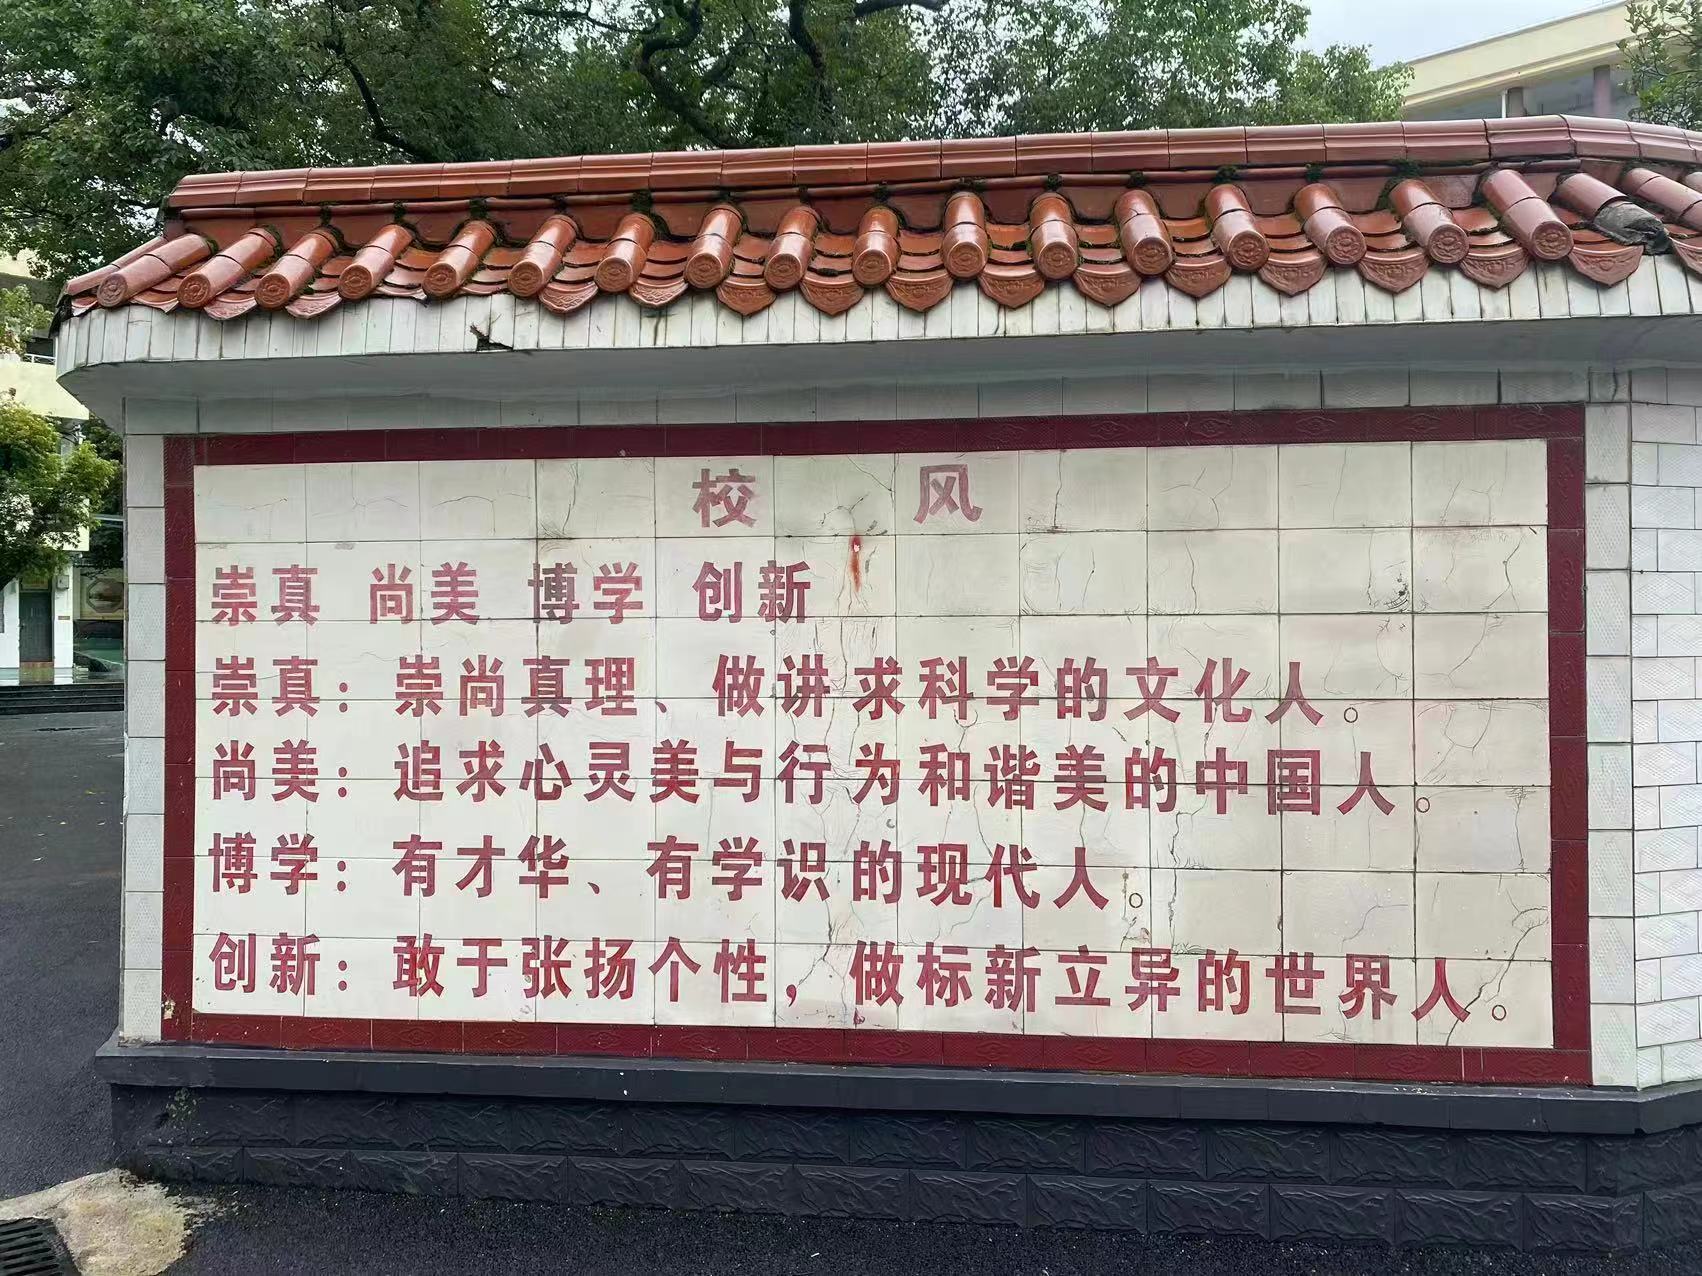 校 风
崇真 尚美 博学 创新
崇真：崇尚真理、做讲求科学的文化人。
尚美：追求心灵美与行为和谐美的中国人。
博学：有才华、有学识的现代人。
创新：敢于张扬个性，做标新立异的世界人。